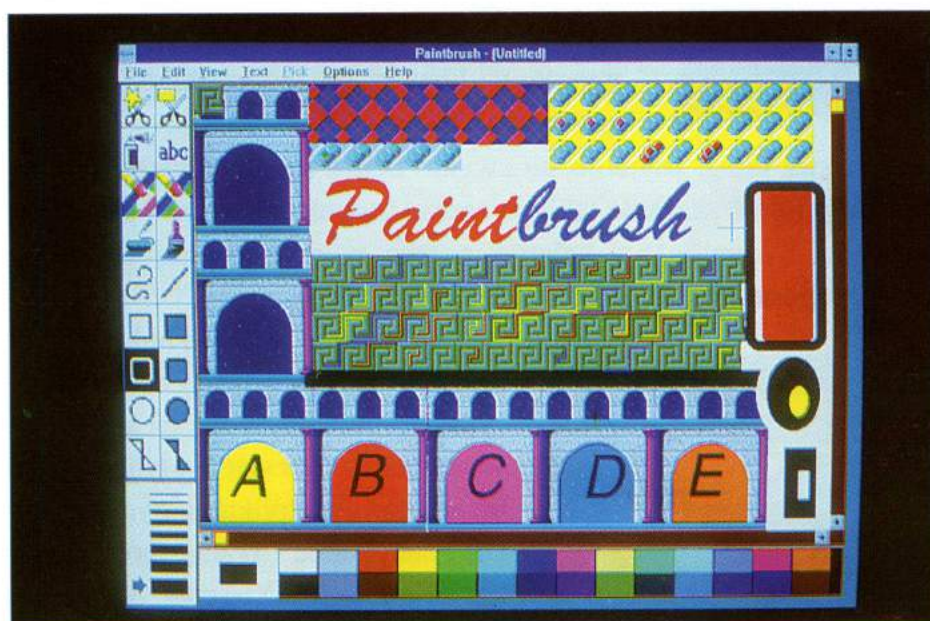 Paintbrush - (Untitled)
File Edit View Text Pick Options Help
abc
Paintbrush
A B C D E